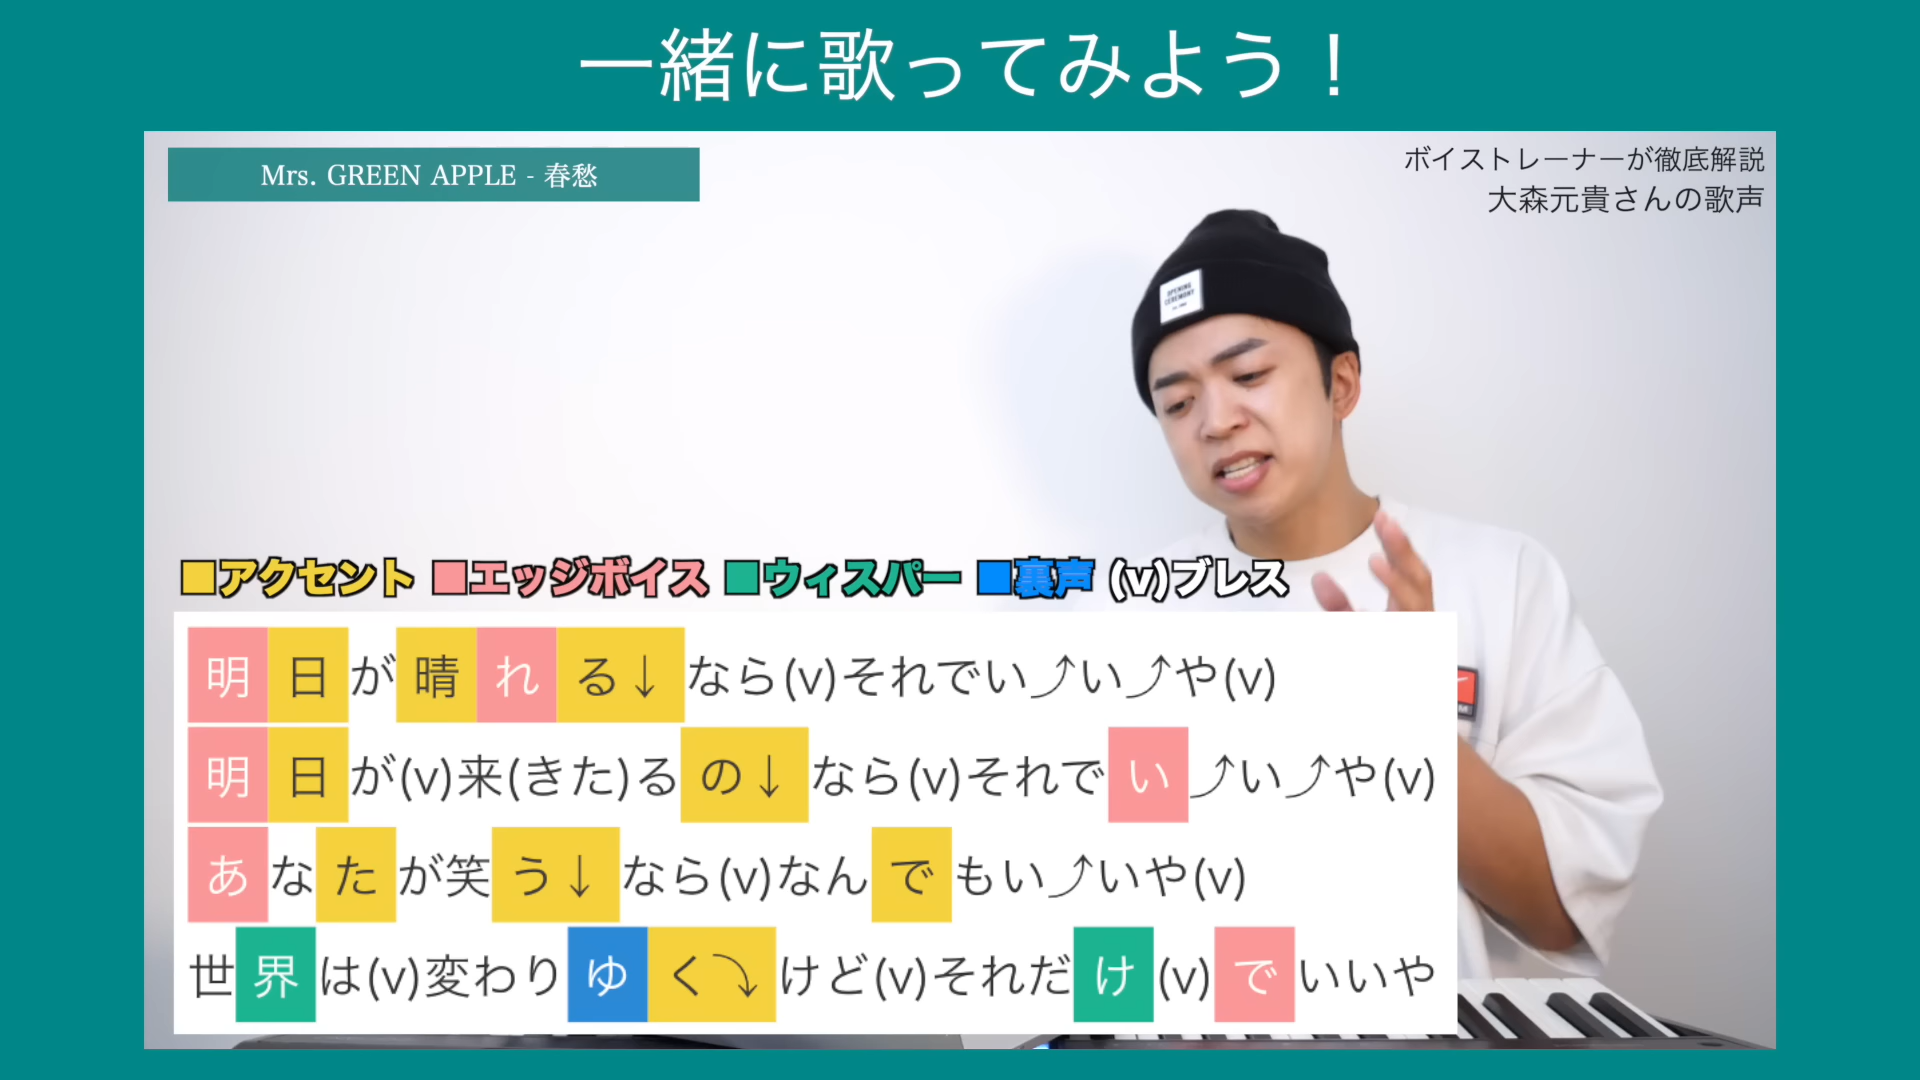 一緒に歌ってみよう！
Mrs. GREEN APPLE - 春愁
ボイストレーナーが徹底解説
大森元貴さんの歌声
OPENING
CEREMONY
■アクセント ■エッジボイス ■ウィスパー ■裏声 (v)ブレス
明日が晴れる↓なら(v)それでい⤴い⤴や(v)
明日が(v)来(きた)るの↓なら(v)それでい⤴い⤴や(v)
あなたが笑う↓なら(v)なんでもい⤴いや(v)
世界は(v)変わりゆく⤵けど(v)それだけ(v)でいいや